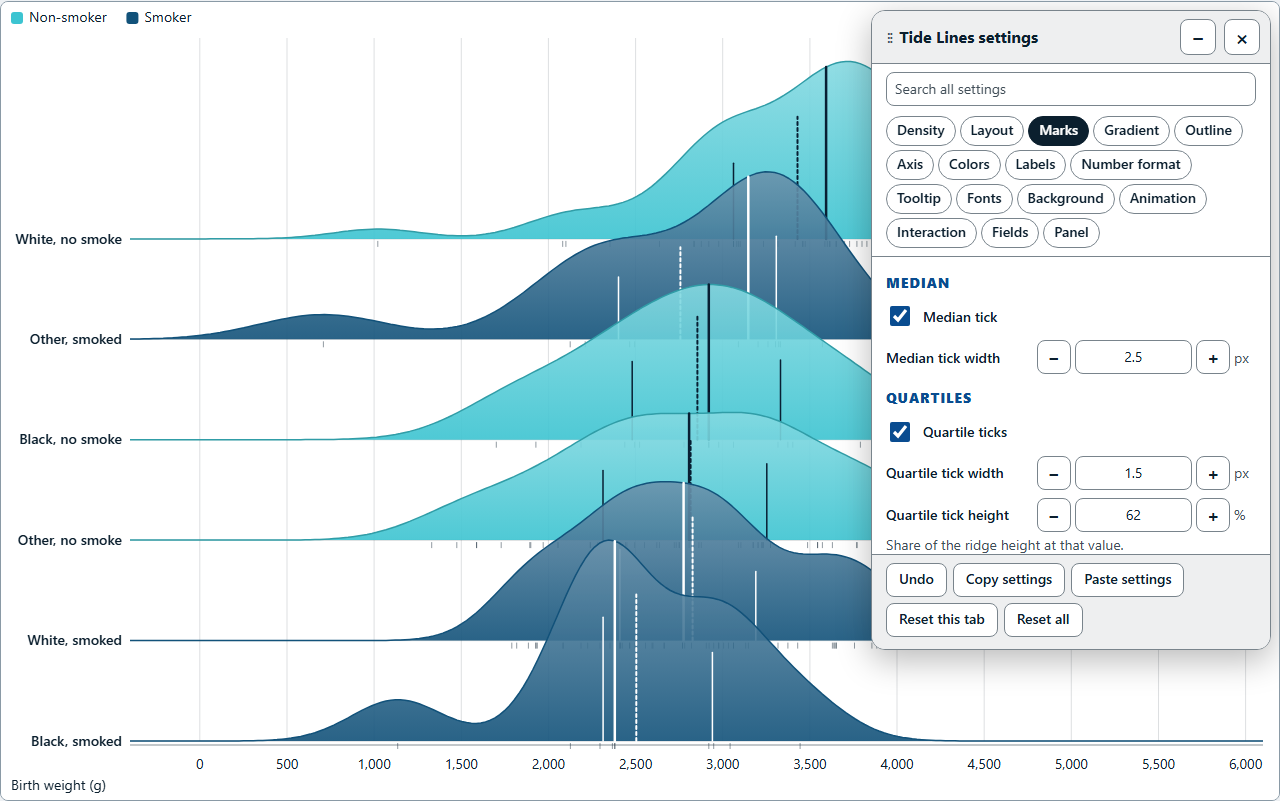 Non-smoker Smoker
Tide Lines settings
Search all settings
Density Layout Marks Gradient Outline
Axis Colors Labels Number format
Tooltip Fonts Background Animation
Interaction Fields Panel
MEDIAN
Median tick
Median tick width − 2.5 + px
QUARTILES
Quartile ticks
Quartile tick width − 1.5 + px
Quartile tick height − 62 + %
Share of the ridge height at that value.
Undo Copy settings Paste settings
Reset this tab Reset all
White, no smoke
Other, smoked
Black, no smoke
Other, no smoke
White, smoked
Black, smoked
0 500 1,000 1,500 2,000 2,500 3,000 3,500 4,000 4,500 5,000 5,500 6,000
Birth weight (g)